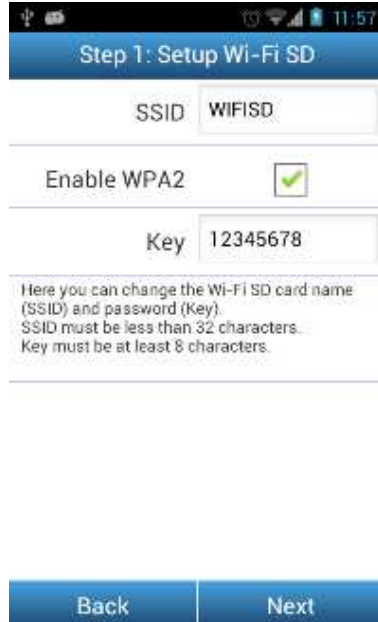 11:57
Step 1: Setup Wi-Fi SD
SSID WIFISD
Enable WPA2
Key 12345678
Here you can change the Wi-Fi SD card name
(SSID) and password (Key).
SSID must be less than 32 characters.
Key must be at least 8 characters.
Back Next